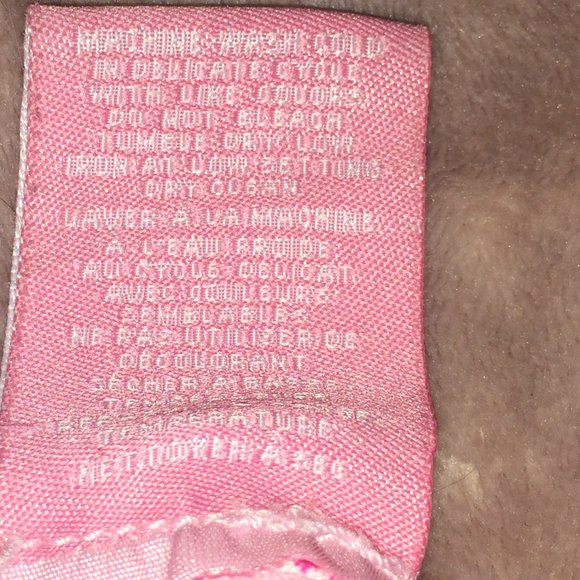 MACHINE WASH COLD
IN DELICATE CYCLE
WITH LIKE COLORS
DO NOT BLEACH
TUMBLE DRY LOW
IRON AT LOW SETTING
DRY CLEAN
LAVER A LA MACHINE
A L'EAU FROIDE
AU CYCLE DELICAT
AVEC COULEURS
SEMBLABLES
NE PAS UTILISER DE
DECOLORANT
SECHER A BASSE
TEMPERATURE
NETTOYER A SEC